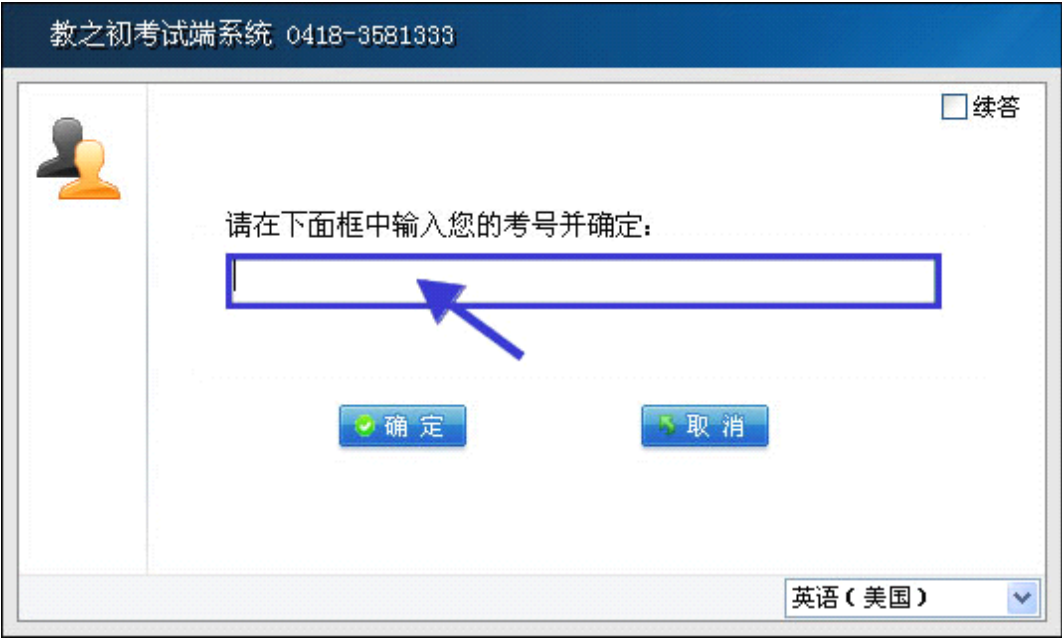 教之初考试端系统 0418-3581333
续答
请在下面框中输入您的考号并确定：
确 定
取 消
英语（美国）